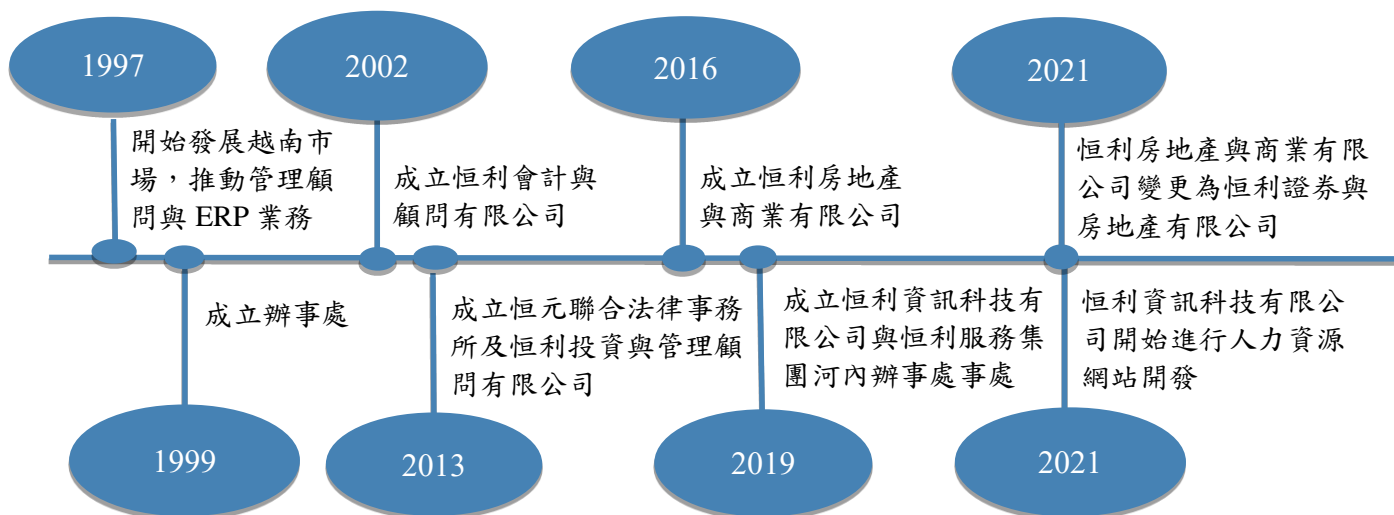 1997
開始發展越南市
場，推動管理顧
問與 ERP 業務
1999
成立辦事處
2002
成立恒利會計與
顧問有限公司
2013
成立恒元聯合法律事務
所及恒利投資與管理顧
問有限公司
2016
成立恒利房地產
與商業有限公司
2019
成立恒利資訊科技有
限公司與恒利服務集
團河內辦事處事處
2021
恒利房地產與商業有限
公司變更為恒利證券與
房地產有限公司
2021
恒利資訊科技有限公
司開始進行人力資源
網站開發